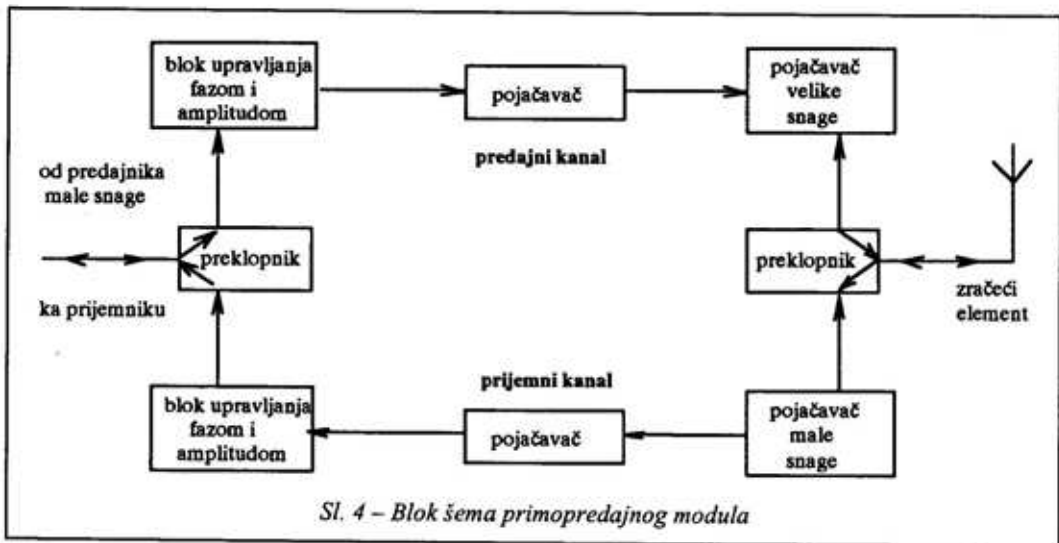 blok upravljanja
fazom i
amplitudom
pojačavač
pojačavač
velike
snage
predajni kanal
od predajnika
male snage
preklopnik
preklopnik
ka prijemniku
zračeći
element
prijemni kanal
blok upravljanja
fazom i
amplitudom
pojačavač
pojačavač
male
snage
Sl. 4 – Blok šema primopredajnog modula